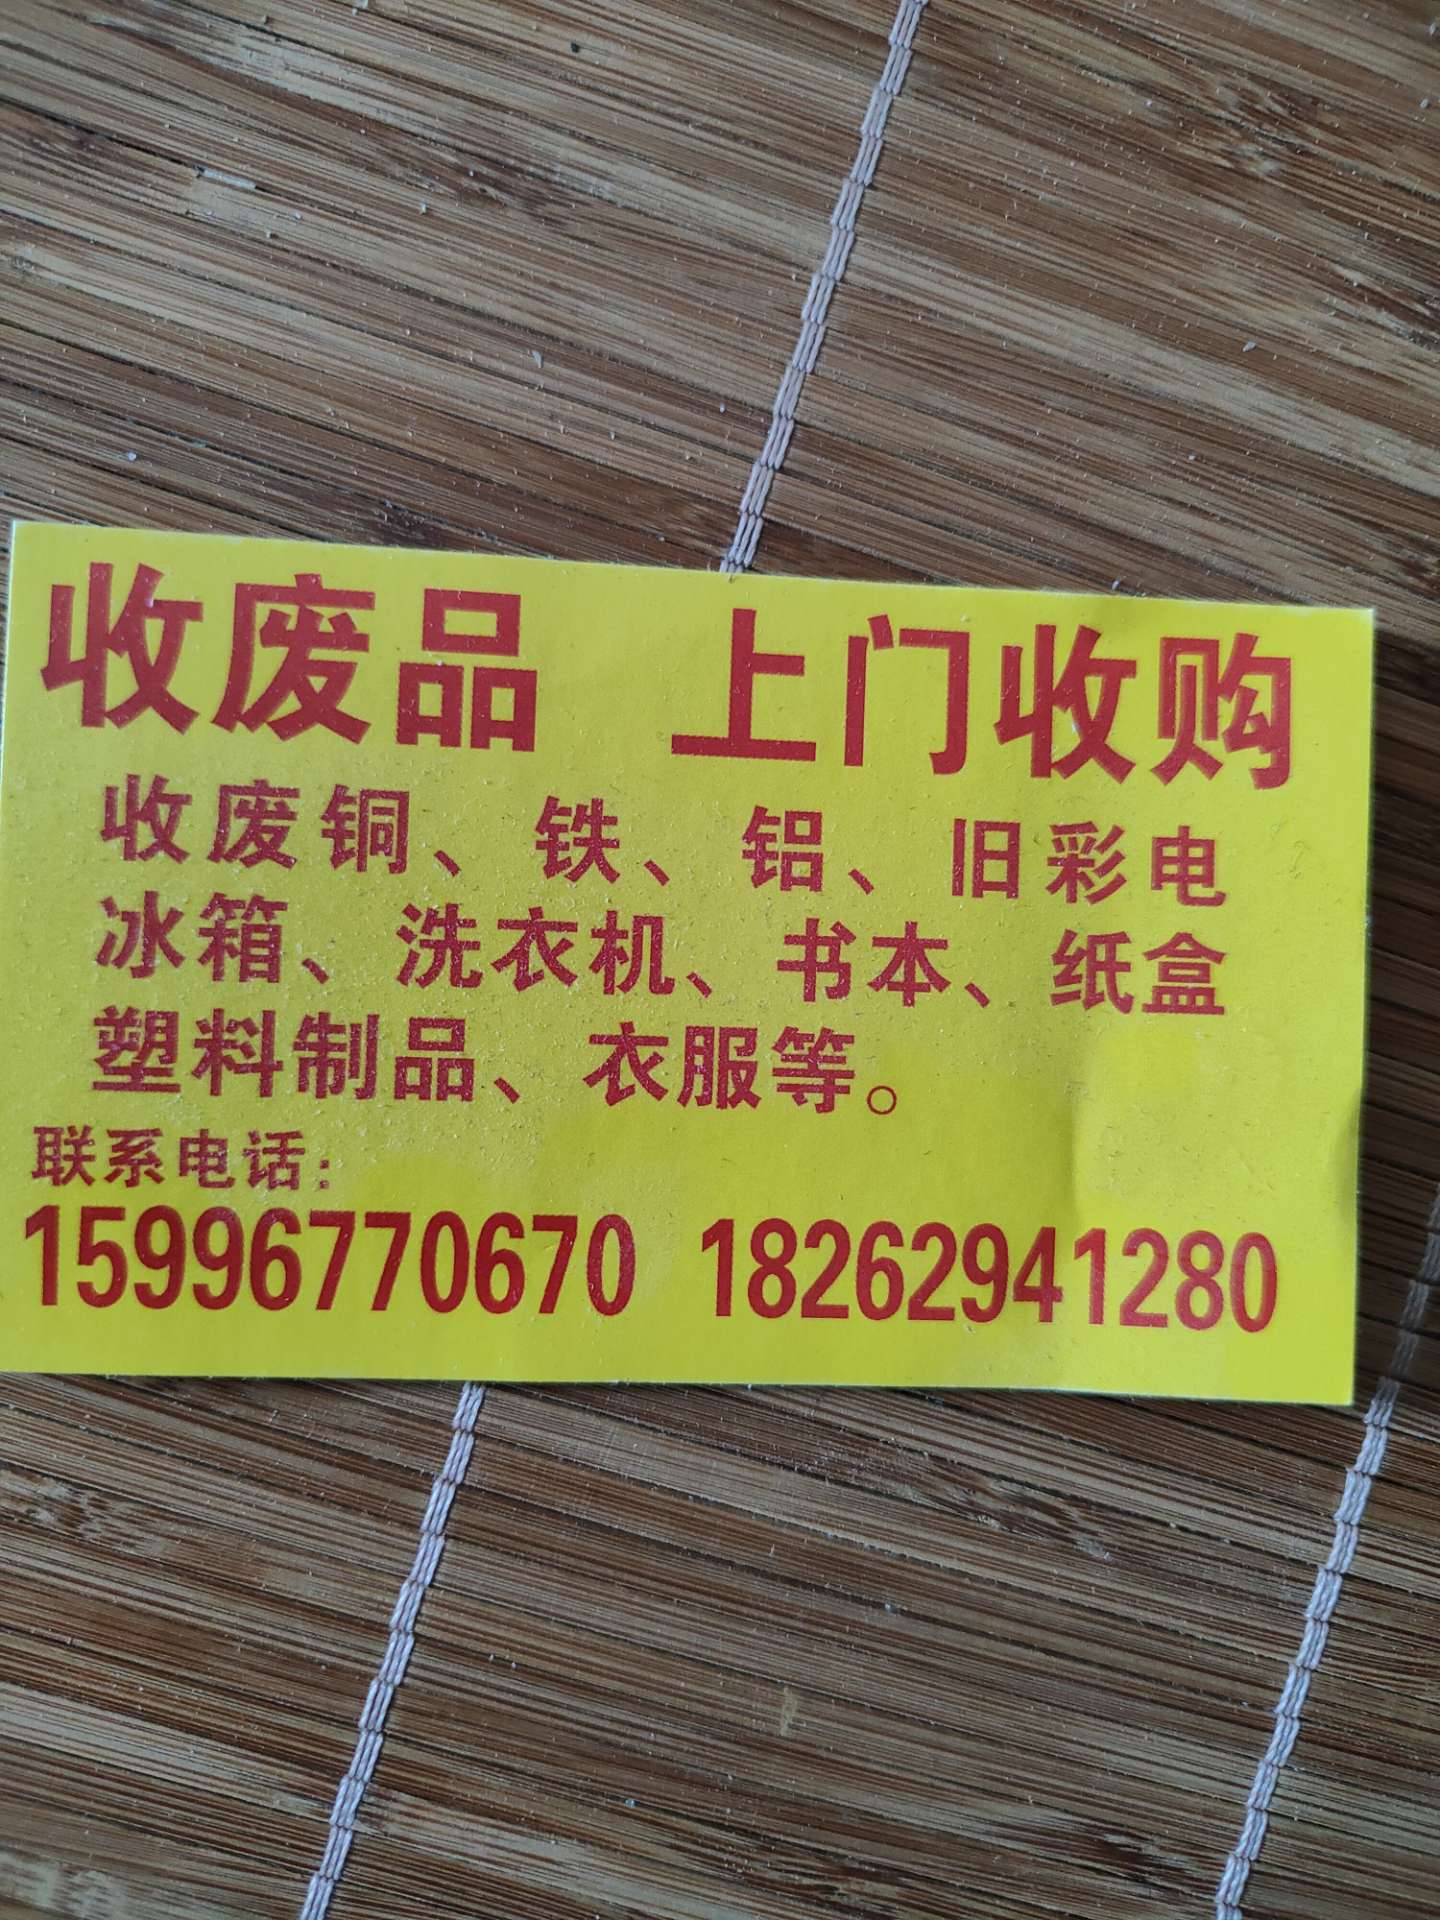 收废品 上门收购
收废铜、铁、铝、旧彩电
冰箱、洗衣机、书本、纸盒
塑料制品、衣服等。
联系电话：
15996770670 18262941280